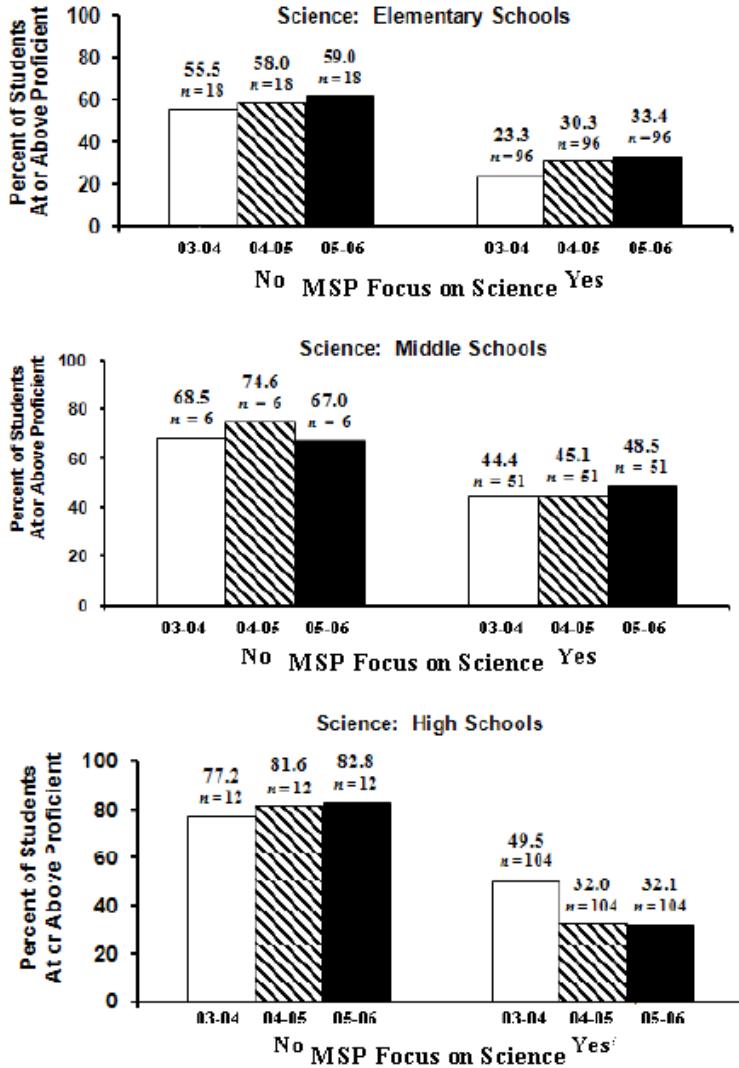 Science: Elementary Schools
Percent of Students
At or Above Proficient
100
80
60
40
20
0
55.5
n=18
58.0
n=18
59.0
n=18
23.3
n-96
30.3
n=96
33.4
n-96
03-04 04-05 05-06 03-04 04-05 05-06
No MSP Focus on Science Yes
Science: Middle Schools
Percent of Students
At or Above Proficient
100
80
60
40
20
0
68.5
n = 6
74.6
n - 6
67.0
n - 6
44.4
n = 51
45.1
n = 51
48.5
n = 51
03-04 04-05 05-06 03-04 04-05 05-06
No MSP Focus on Science Yes
Science: High Schools
Percent of Students
At or Above Proficient
100
80
60
40
20
0
77.2
n=12
81.6
n=12
82.8
n=12
49.5
n=104
32.0
n=104
32.1
n=104
03-04 04-05 05-06 03-04 04-05 05-06
No MSP Focus on Science Yes